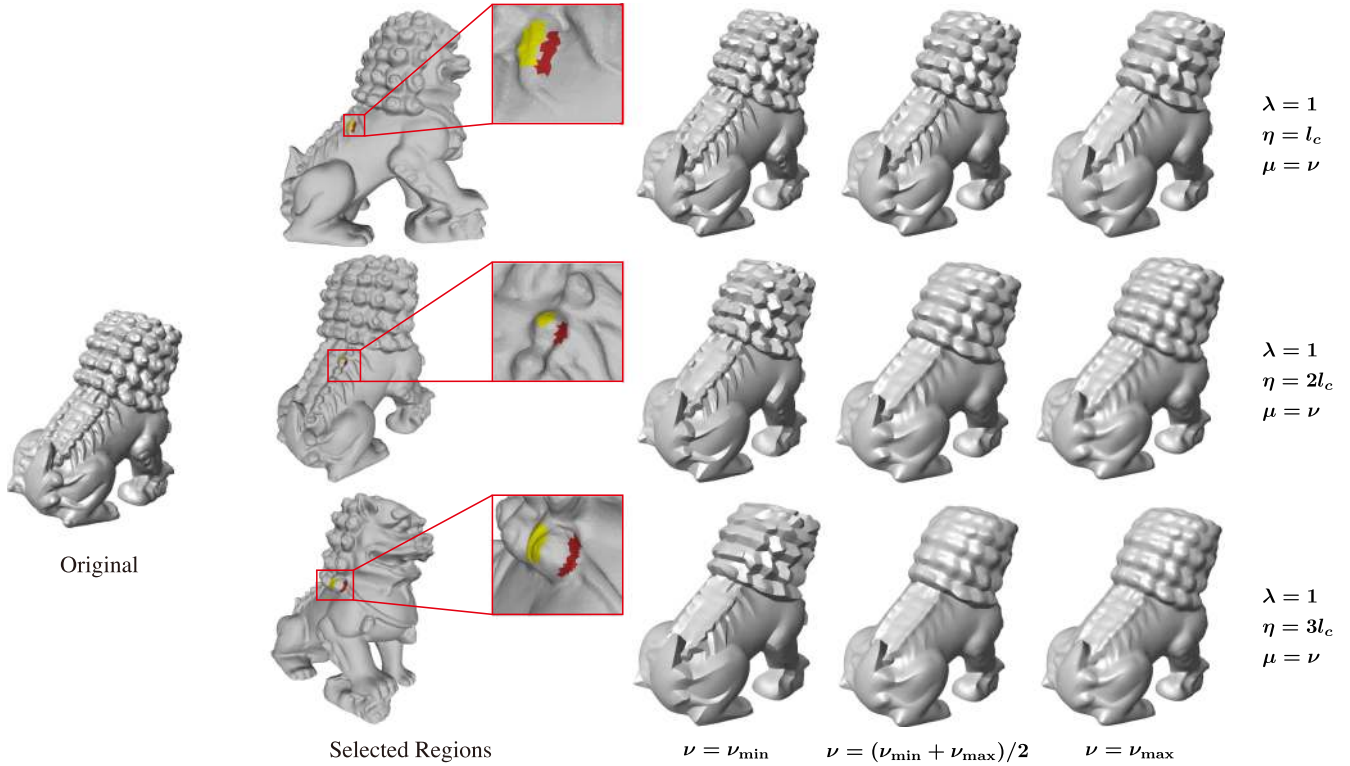 λ = 1
η = l_c
μ = ν
λ = 1
η = 2l_c
μ = ν
Original
λ = 1
η = 3l_c
μ = ν
Selected Regions
ν = ν_min
ν = (ν_min + ν_max)/2
ν = ν_max